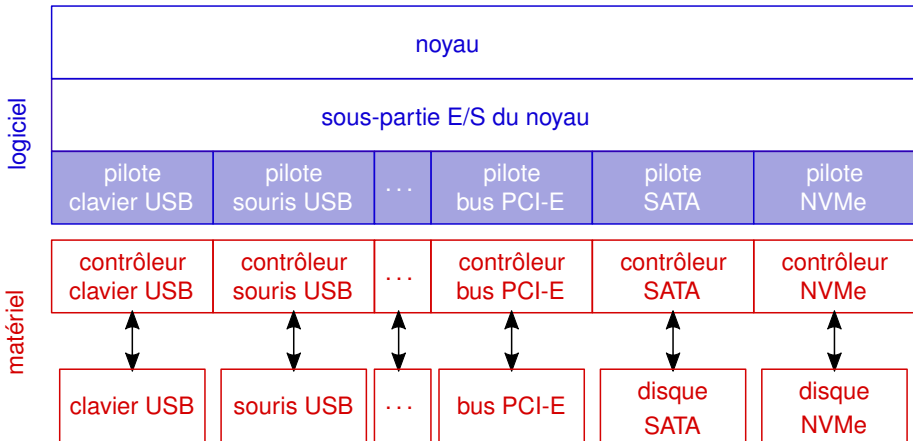 noyau
sous-partie E/S du noyau
logiciel
pilote
clavier USB
pilote
souris USB
...
pilote
bus PCI-E
pilote
SATA
pilote
NVMe
matériel
contrôleur
clavier USB
contrôleur
souris USB
...
contrôleur
bus PCI-E
contrôleur
SATA
contrôleur
NVMe
clavier USB
souris USB
...
bus PCI-E
disque
SATA
disque
NVMe